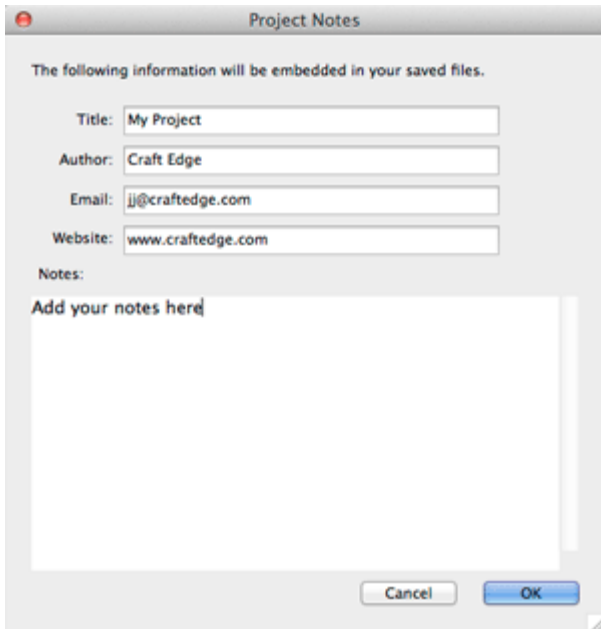 Project Notes
The following information will be embedded in your saved files.
Title: My Project
Author: Craft Edge
Email: jj@craftedge.com
Website: www.craftedge.com
Notes:
Add your notes here
Cancel OK